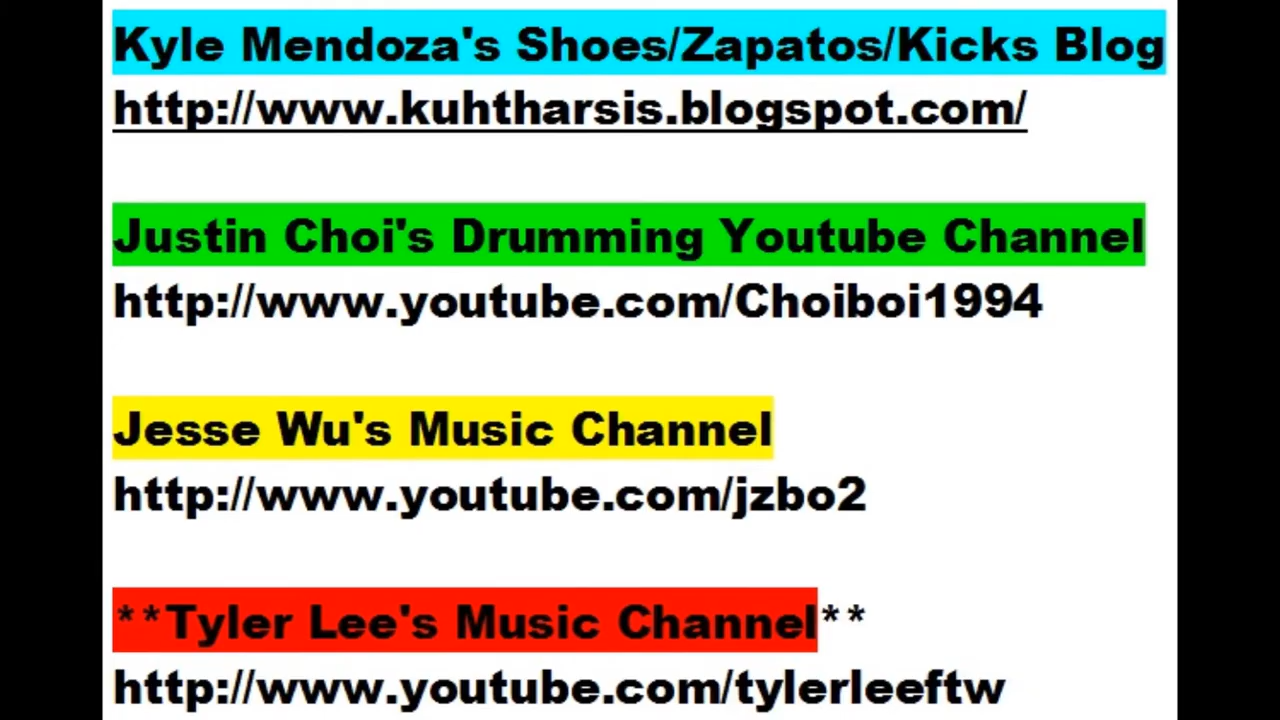 Kyle Mendoza's Shoes/Zapatos/Kicks Blog
http://www.kuhtharsis.blogspot.com/
Justin Choi's Drumming Youtube Channel
http://www.youtube.com/Choiboi1994
Jesse Wu's Music Channel
http://www.youtube.com/jzbo2
**Tyler Lee's Music Channel**
http://www.youtube.com/tylerleeftw